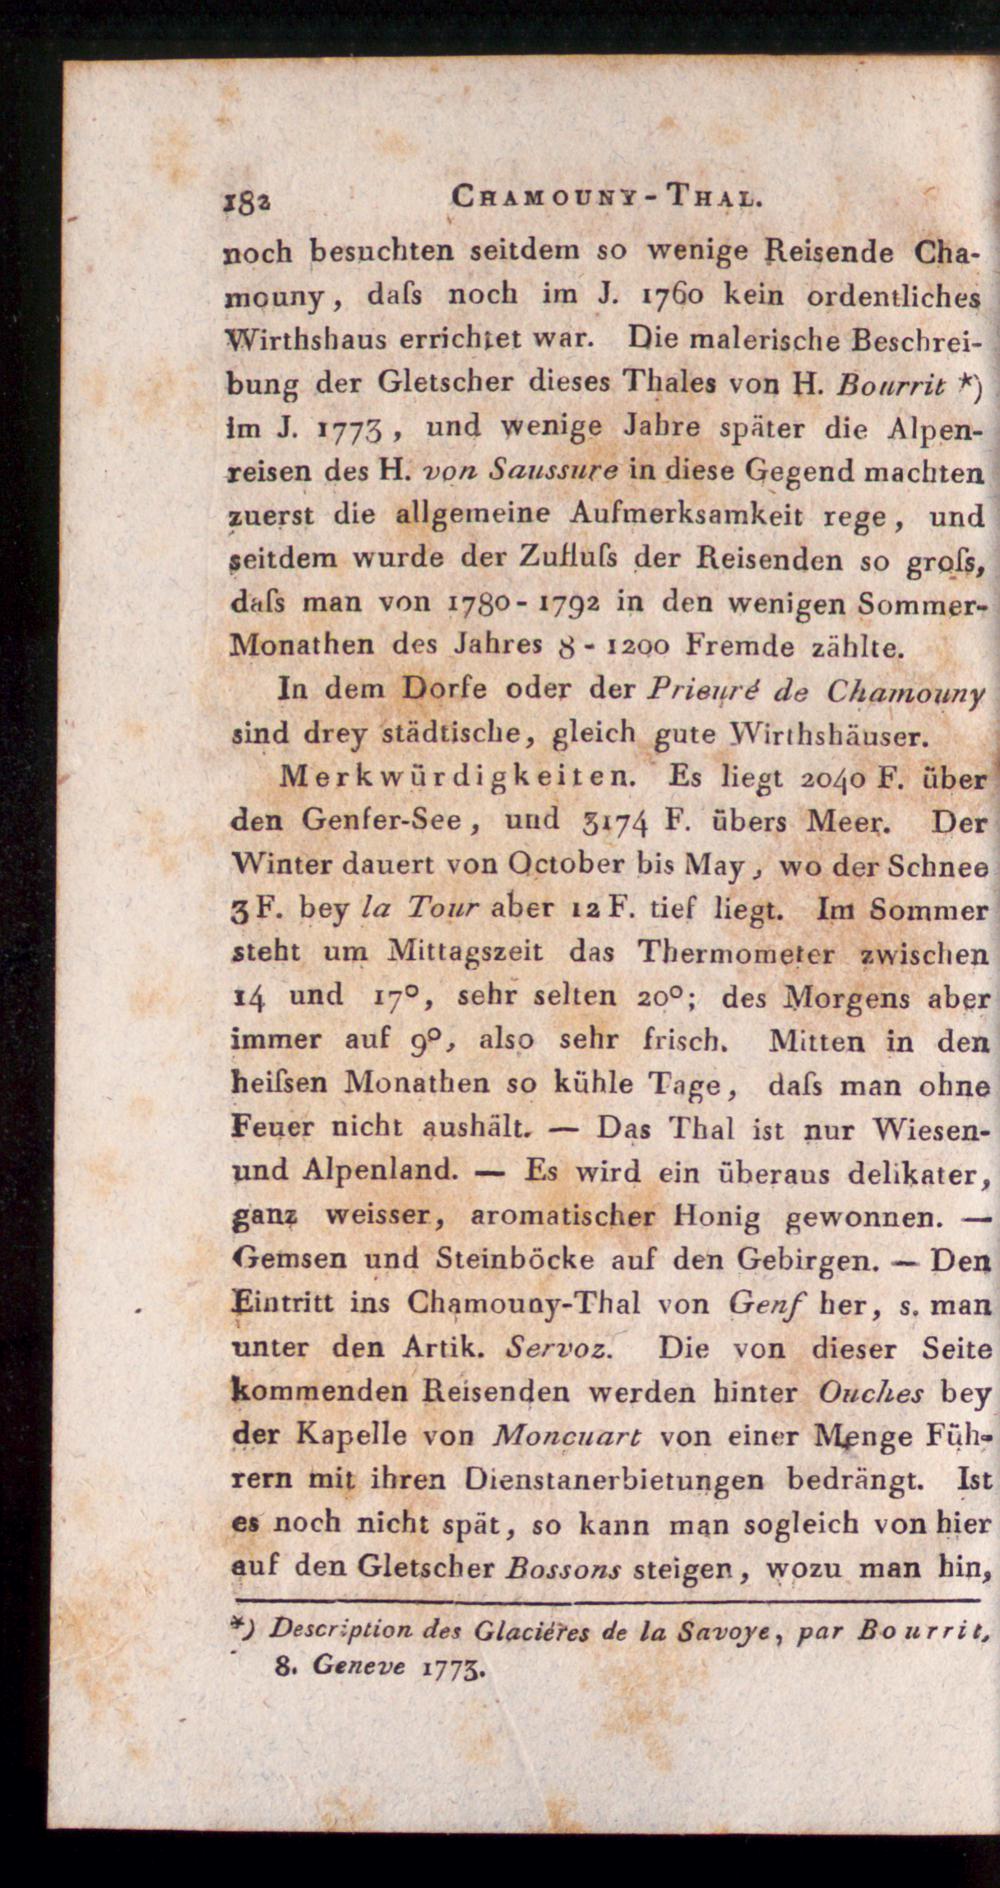 182 CHAMOUNY-THAL.
noch besuchten seitdem so wenige Reisende Cha-
mouny, daſs noch im J. 1760 kein ordentliches
Wirthshaus errichtet war. Die malerische Beschrei-
bung der Gletscher dieses Thales von H. Bourrit *)
im J. 1773, und wenige Jahre später die Alpen-
reisen des H. von Saussure in diese Gegend machten
zuerst die allgemeine Aufmerksamkeit rege, und
seitdem wurde der Zufluſs der Reisenden so groſs,
daſs man von 1780-1792 in den wenigen Sommer-
Monathen des Jahres 8-1200 Fremde zählte.
In dem Dorfe oder der Prieuré de Chamouny
sind drey städtische, gleich gute Wirthshäuser.
Merkwürdigkeiten. Es liegt 2040 F. über
den Genfer-See, und 3174 F. übers Meer. Der
Winter dauert von October bis May, wo der Schnee
3 F. bey la Tour aber 12 F. tief liegt. Im Sommer
steht um Mittagszeit das Thermometer zwischen
14 und 17°, sehr selten 20°; des Morgens aber
immer auf 9°, also sehr frisch. Mitten in den
heiſsen Monathen so kühle Tage, daſs man ohne
Feuer nicht aushält. — Das Thal ist nur Wiesen-
und Alpenland. — Es wird ein überaus delikater,
ganz weisser, aromatischer Honig gewonnen. —
Gemsen und Steinböcke auf den Gebirgen. — Den
Eintritt ins Chamouny-Thal von Genf her, s. man
unter den Artik. Servoz. Die von dieser Seite
kommenden Reisenden werden hinter Ouches bey
der Kapelle von Moncuart von einer Menge Füh-
rern mit ihren Dienstanerbietungen bedrängt. Ist
es noch nicht spät, so kann man sogleich von hier
auf den Gletscher Bossons steigen, wozu man hin,
*) Description des Glaciéres de la Savoye, par Bourrit,
8. Geneve 1773.